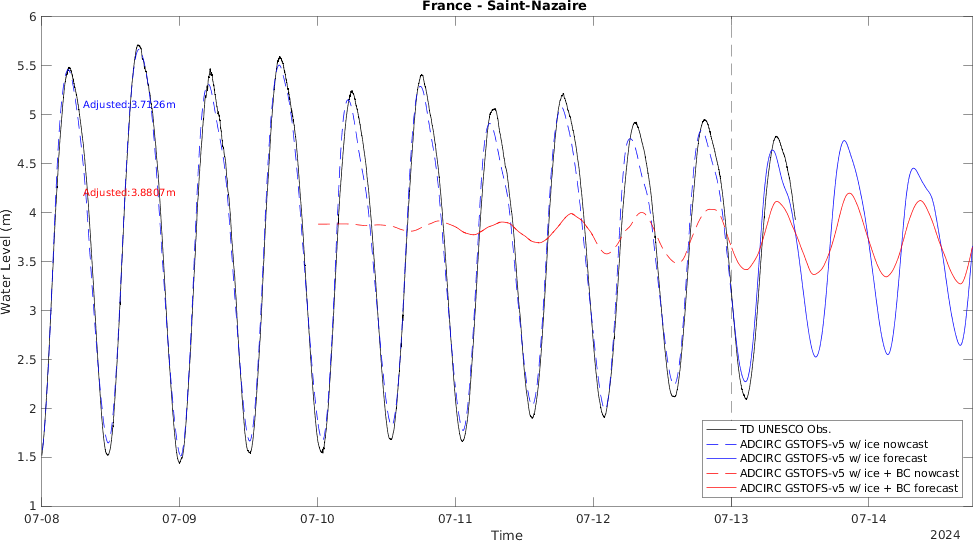 France - Saint-Nazaire
Water Level (m)
6
5.5
5
4.5
4
3.5
3
2.5
2
1.5
1
Adjusted:3.7126m
Adjusted:3.8807m
TD UNESCO Obs.
ADCIRC GSTOFS-v5 w/ ice nowcast
ADCIRC GSTOFS-v5 w/ ice forecast
ADCIRC GSTOFS-v5 w/ ice + BC nowcast
ADCIRC GSTOFS-v5 w/ ice + BC forecast
07-08 07-09 07-10 07-11 07-12 07-13 07-14
Time
2024